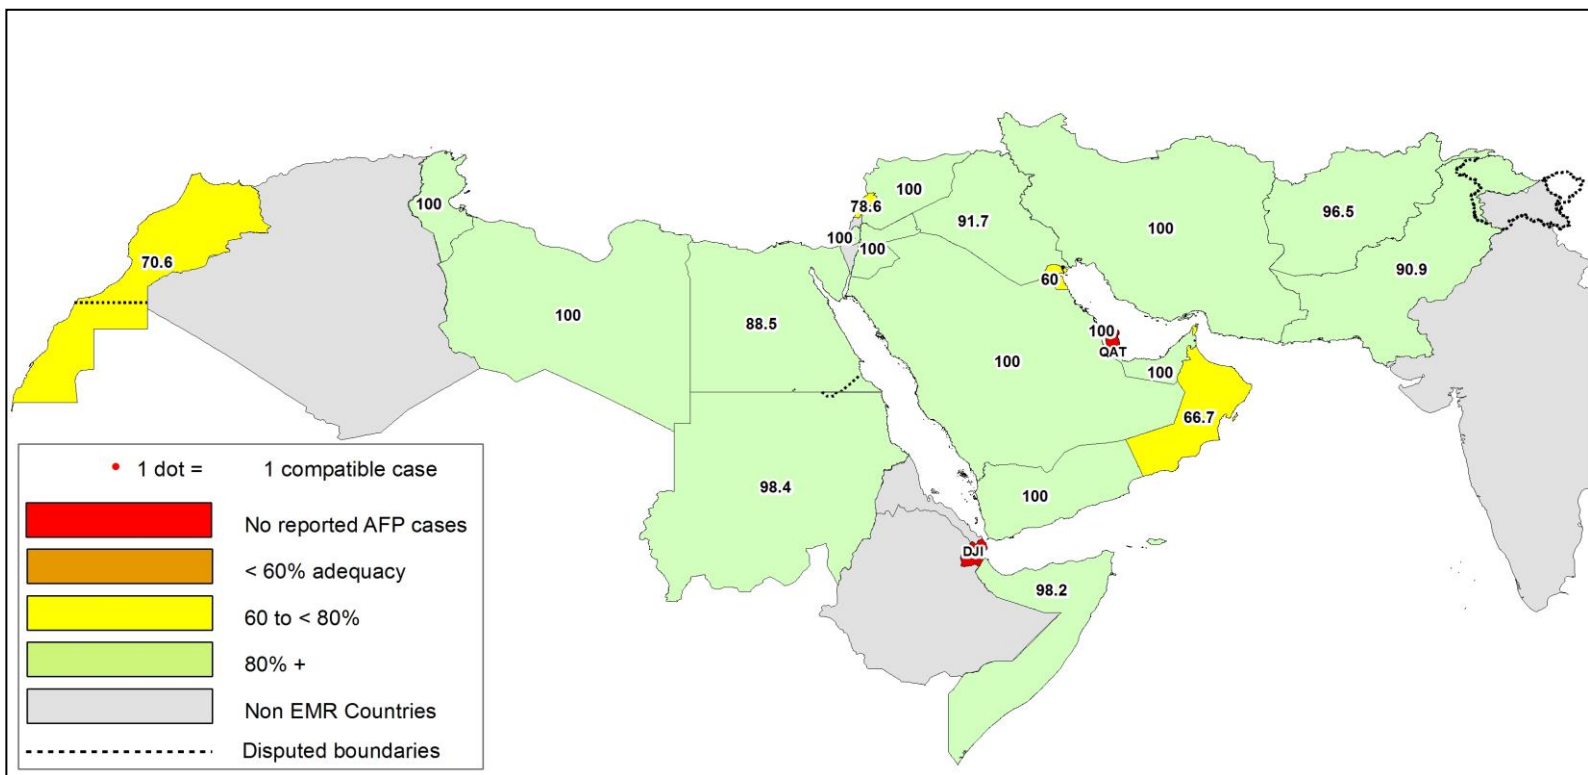 100
100
78.6
91.7
100
96.5
100
100
70.6
90.9
60
100
88.5
100
QAT
100
100
66.7
98.4
100
DJI
98.2
1 dot = 1 compatible case
No reported AFP cases
< 60% adequacy
60 to < 80%
80% +
Non EMR Countries
Disputed boundaries